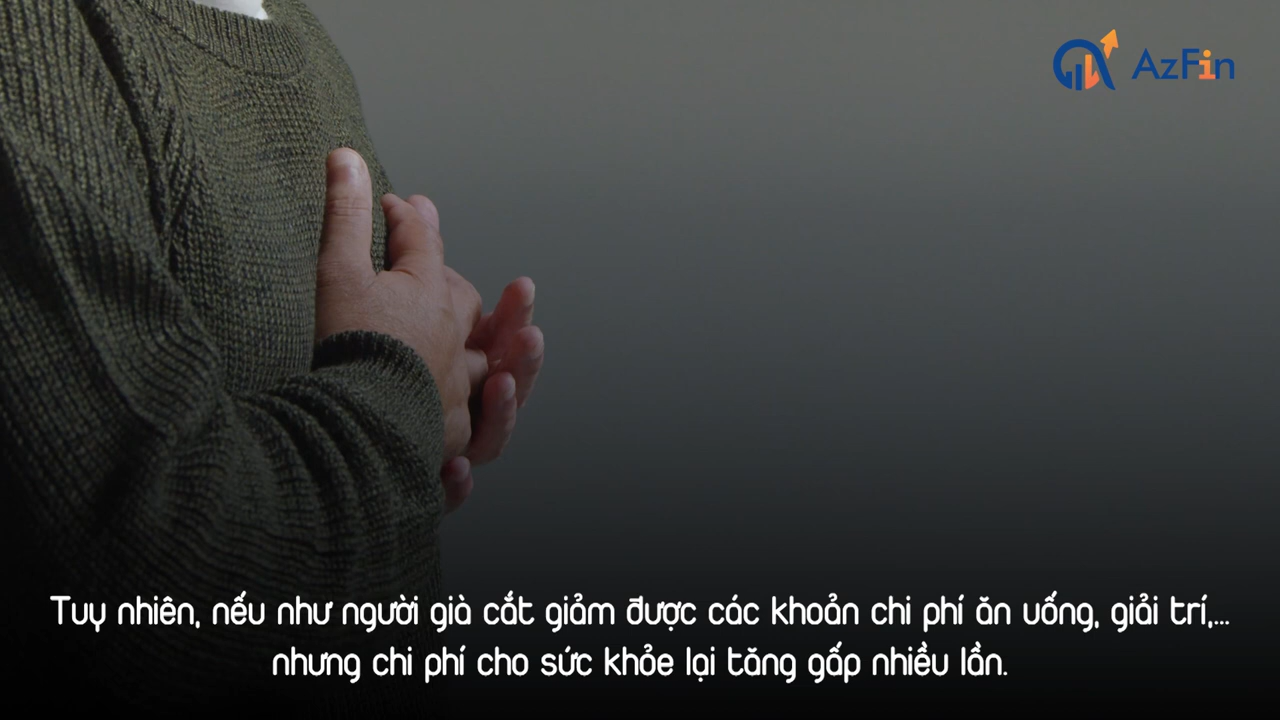 AzFin
Tuy nhiên, nếu như người già cắt giảm được các khoản chi phí ăn uống, giải trí,...
nhưng chi phí cho sức khỏe lại tăng gấp nhiều lần.